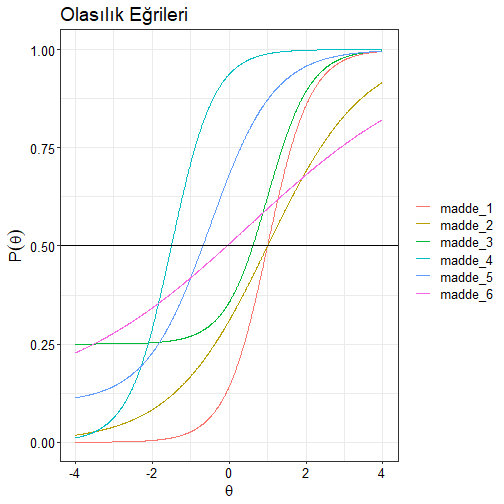 Olasılık Eğrileri
P(θ)
1.00
0.75
0.50
0.25
0.00
-4 -2 0 2 4
θ
madde_1
madde_2
madde_3
madde_4
madde_5
madde_6